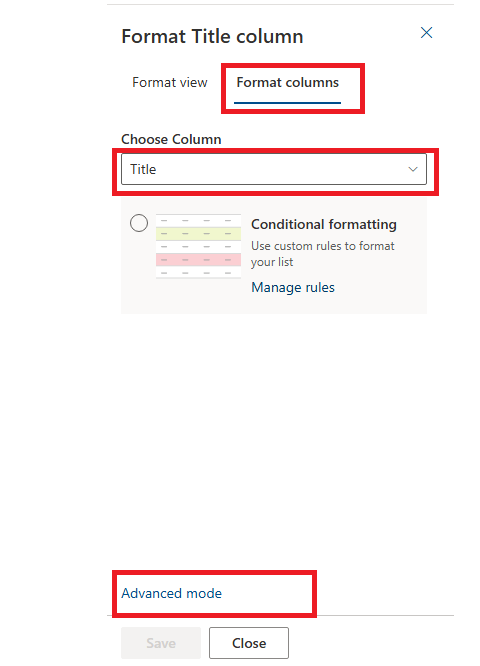 Format Title column
Format view
Format columns
Choose Column
Title
Conditional formatting
Use custom rules to format
your list
Manage rules
Advanced mode
Save
Close